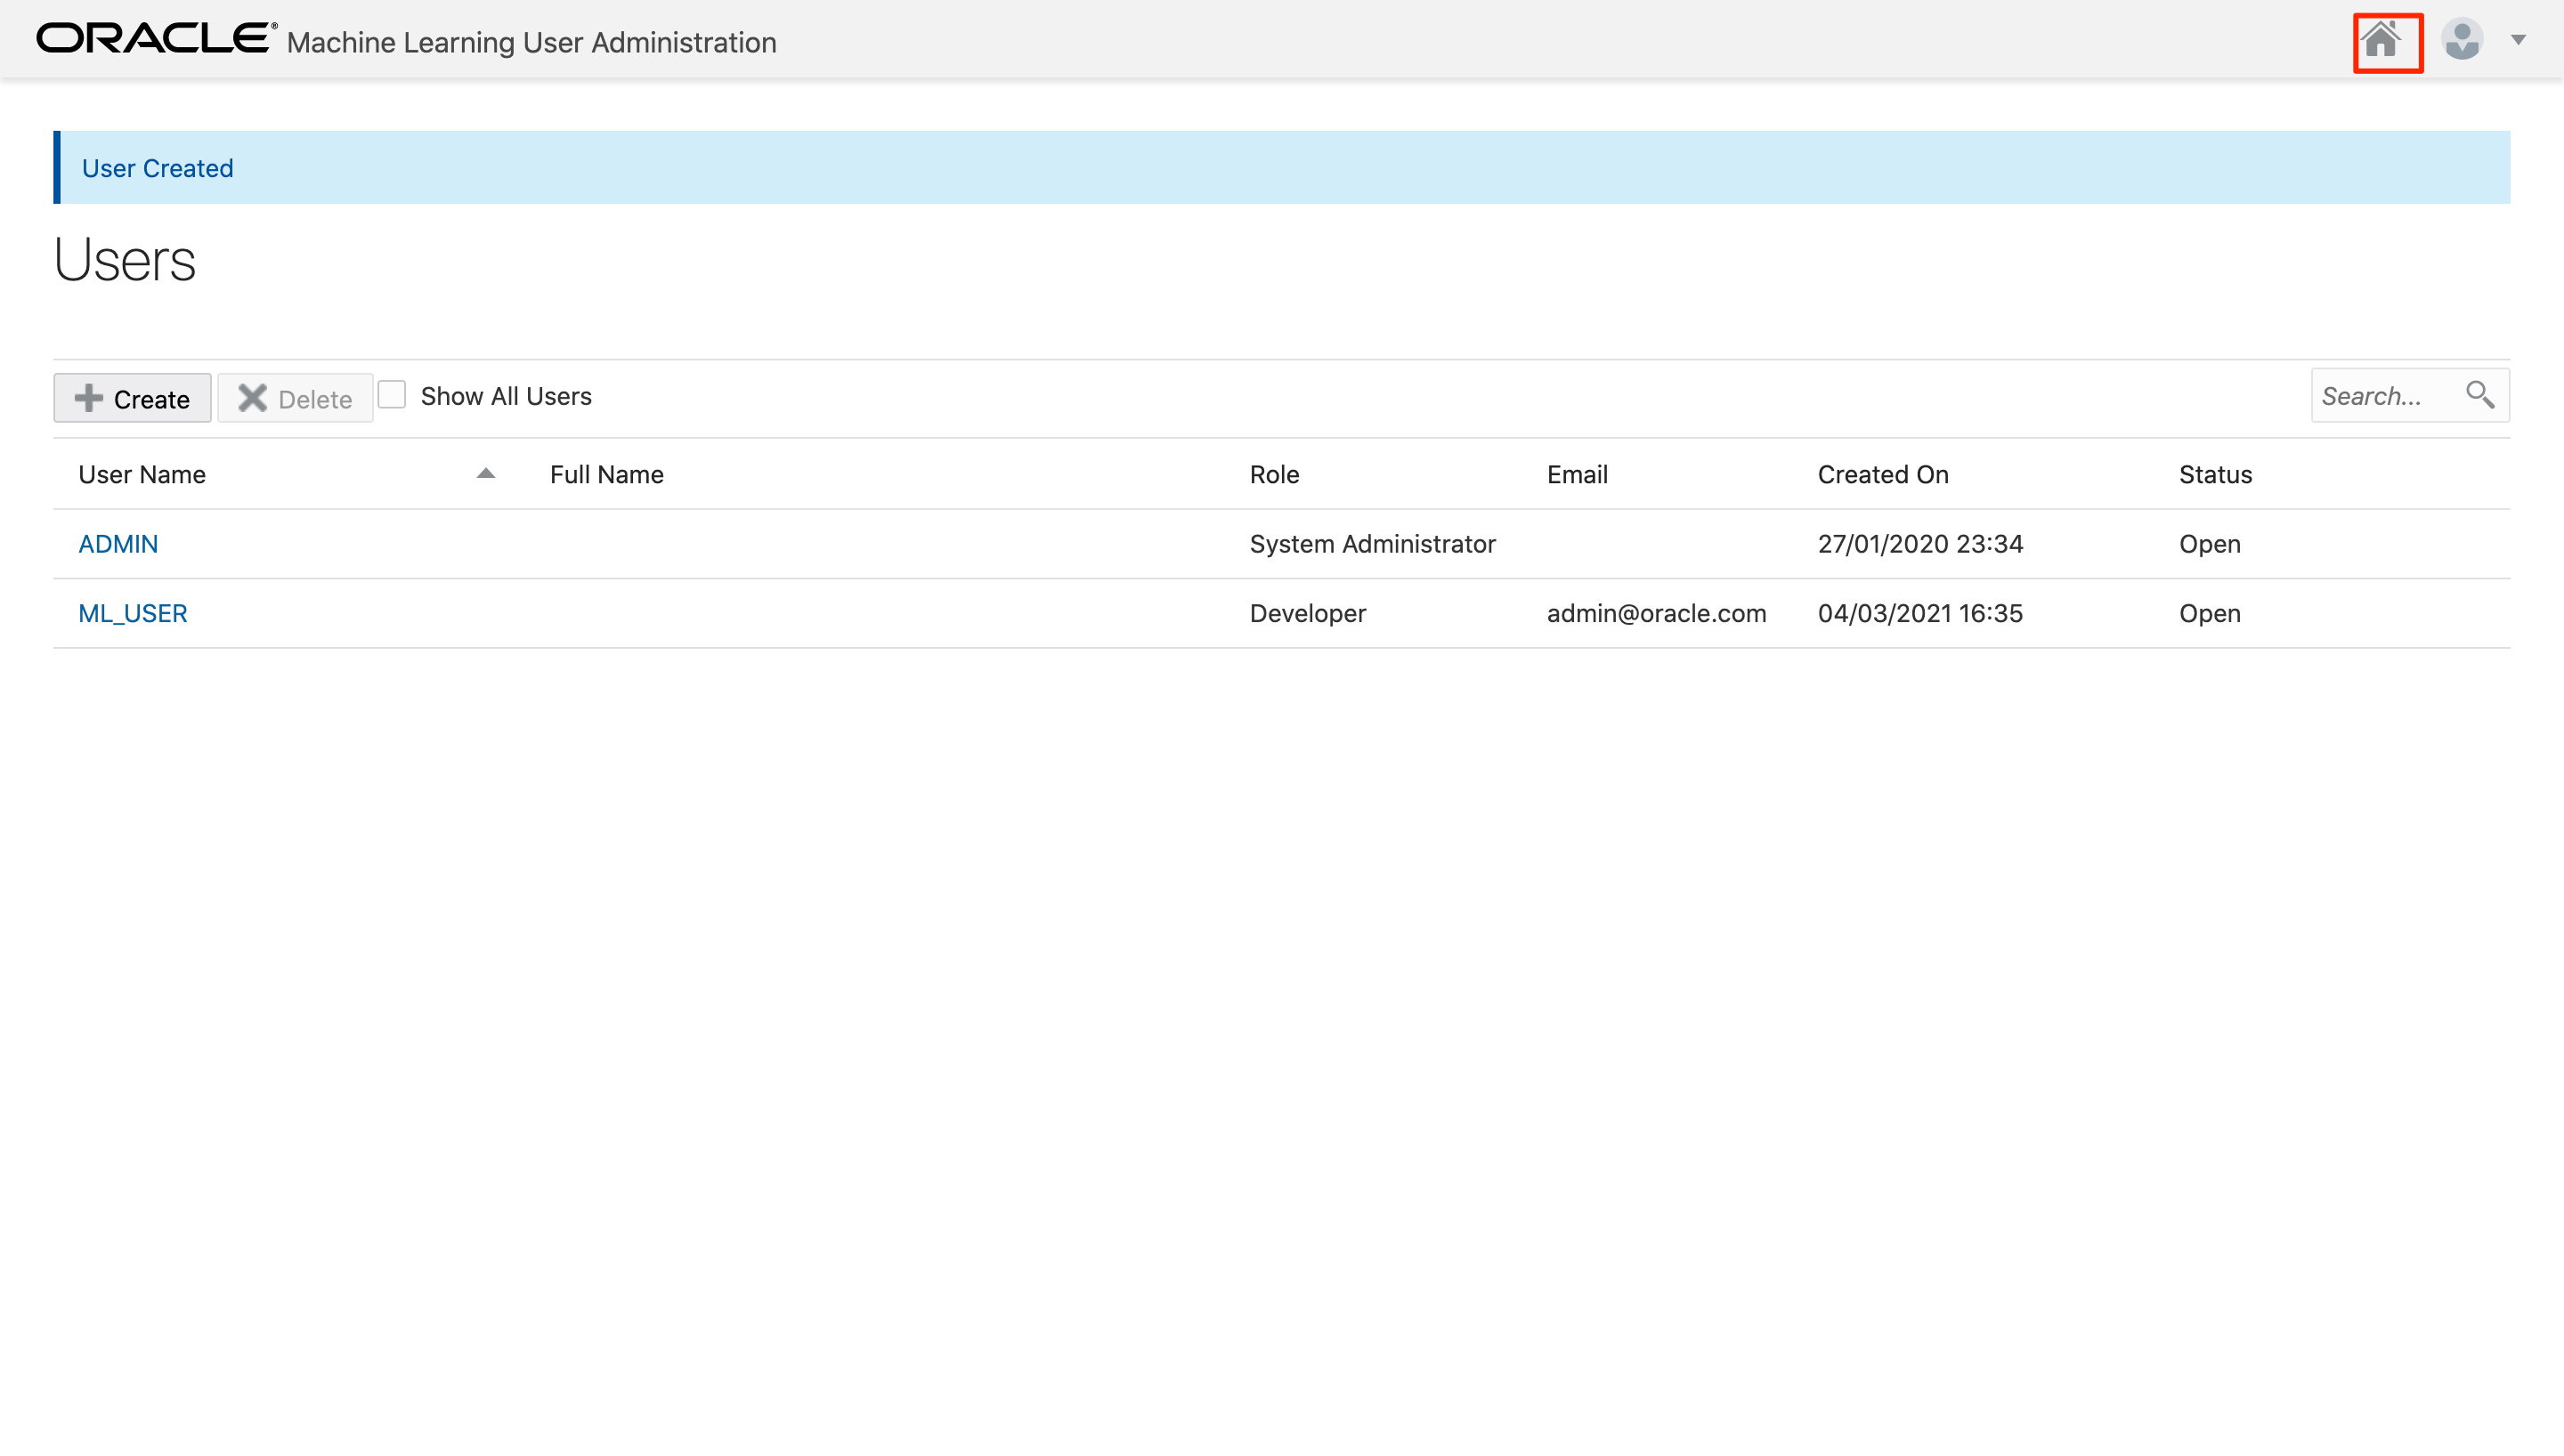 ORACLE® Machine Learning User Administration
User Created
Users
Create Delete Show All Users Search...
User Name Full Name Role Email Created On Status
ADMIN System Administrator 27/01/2020 23:34 Open
ML_USER Developer admin@oracle.com 04/03/2021 16:35 Open